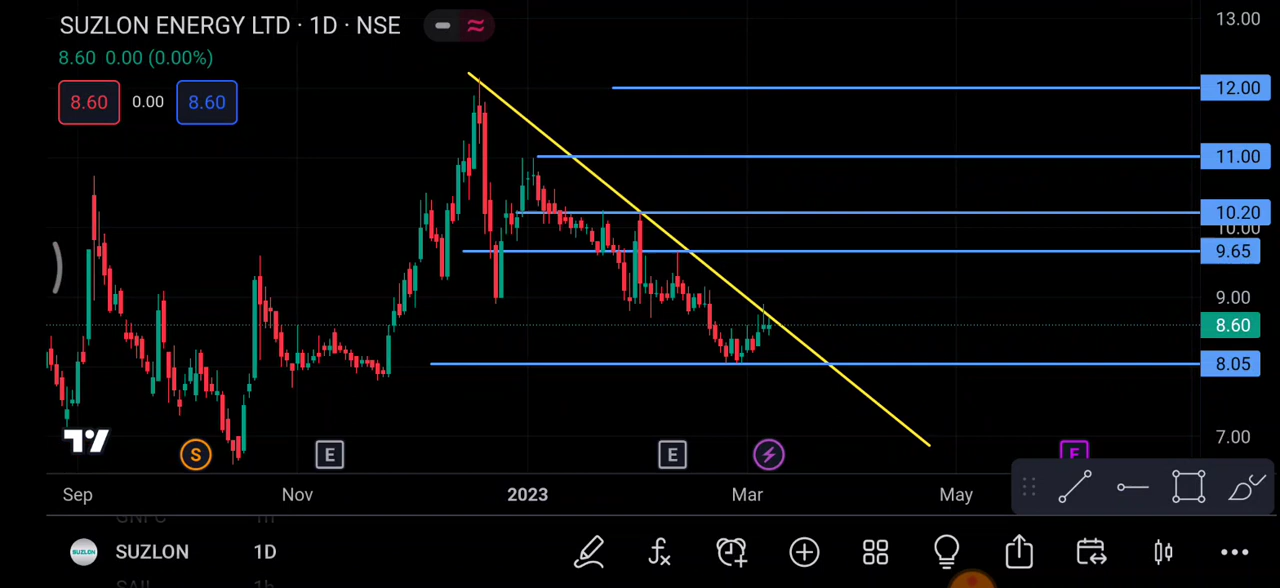 SUZLON ENERGY LTD · 1D · NSE
8.60 0.00 (0.00%)
8.60 0.00 8.60
13.00
12.00
11.00
10.20
10.00
9.65
9.00
8.60
8.05
7.00
S E E E
Sep Nov 2023 Mar May
SUZLON SUZLON 1D